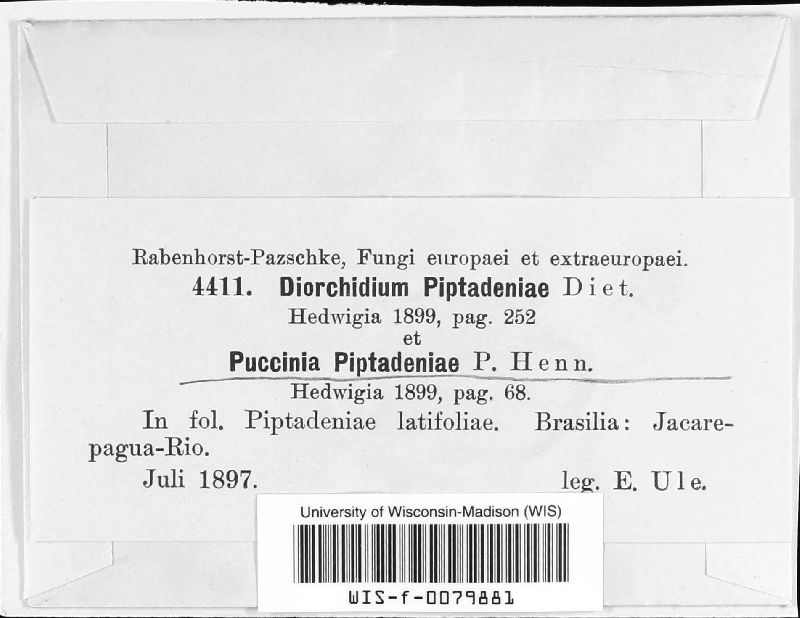 Rabenhorst-Pazschke, Fungi europaei et extraeuropaei.
4411. Diorchidium Piptadeniae Diet.
Hedwigia 1899, pag. 252
et
Puccinia Piptadeniae P. Henn.
Hedwigia 1899, pag. 68.
In fol. Piptadeniae latifoliae. Brasilia: Jacare-
pagua-Rio.
Juli 1897. leg. E. Ule.
University of Wisconsin-Madison (WIS)
WIS-f-0079881